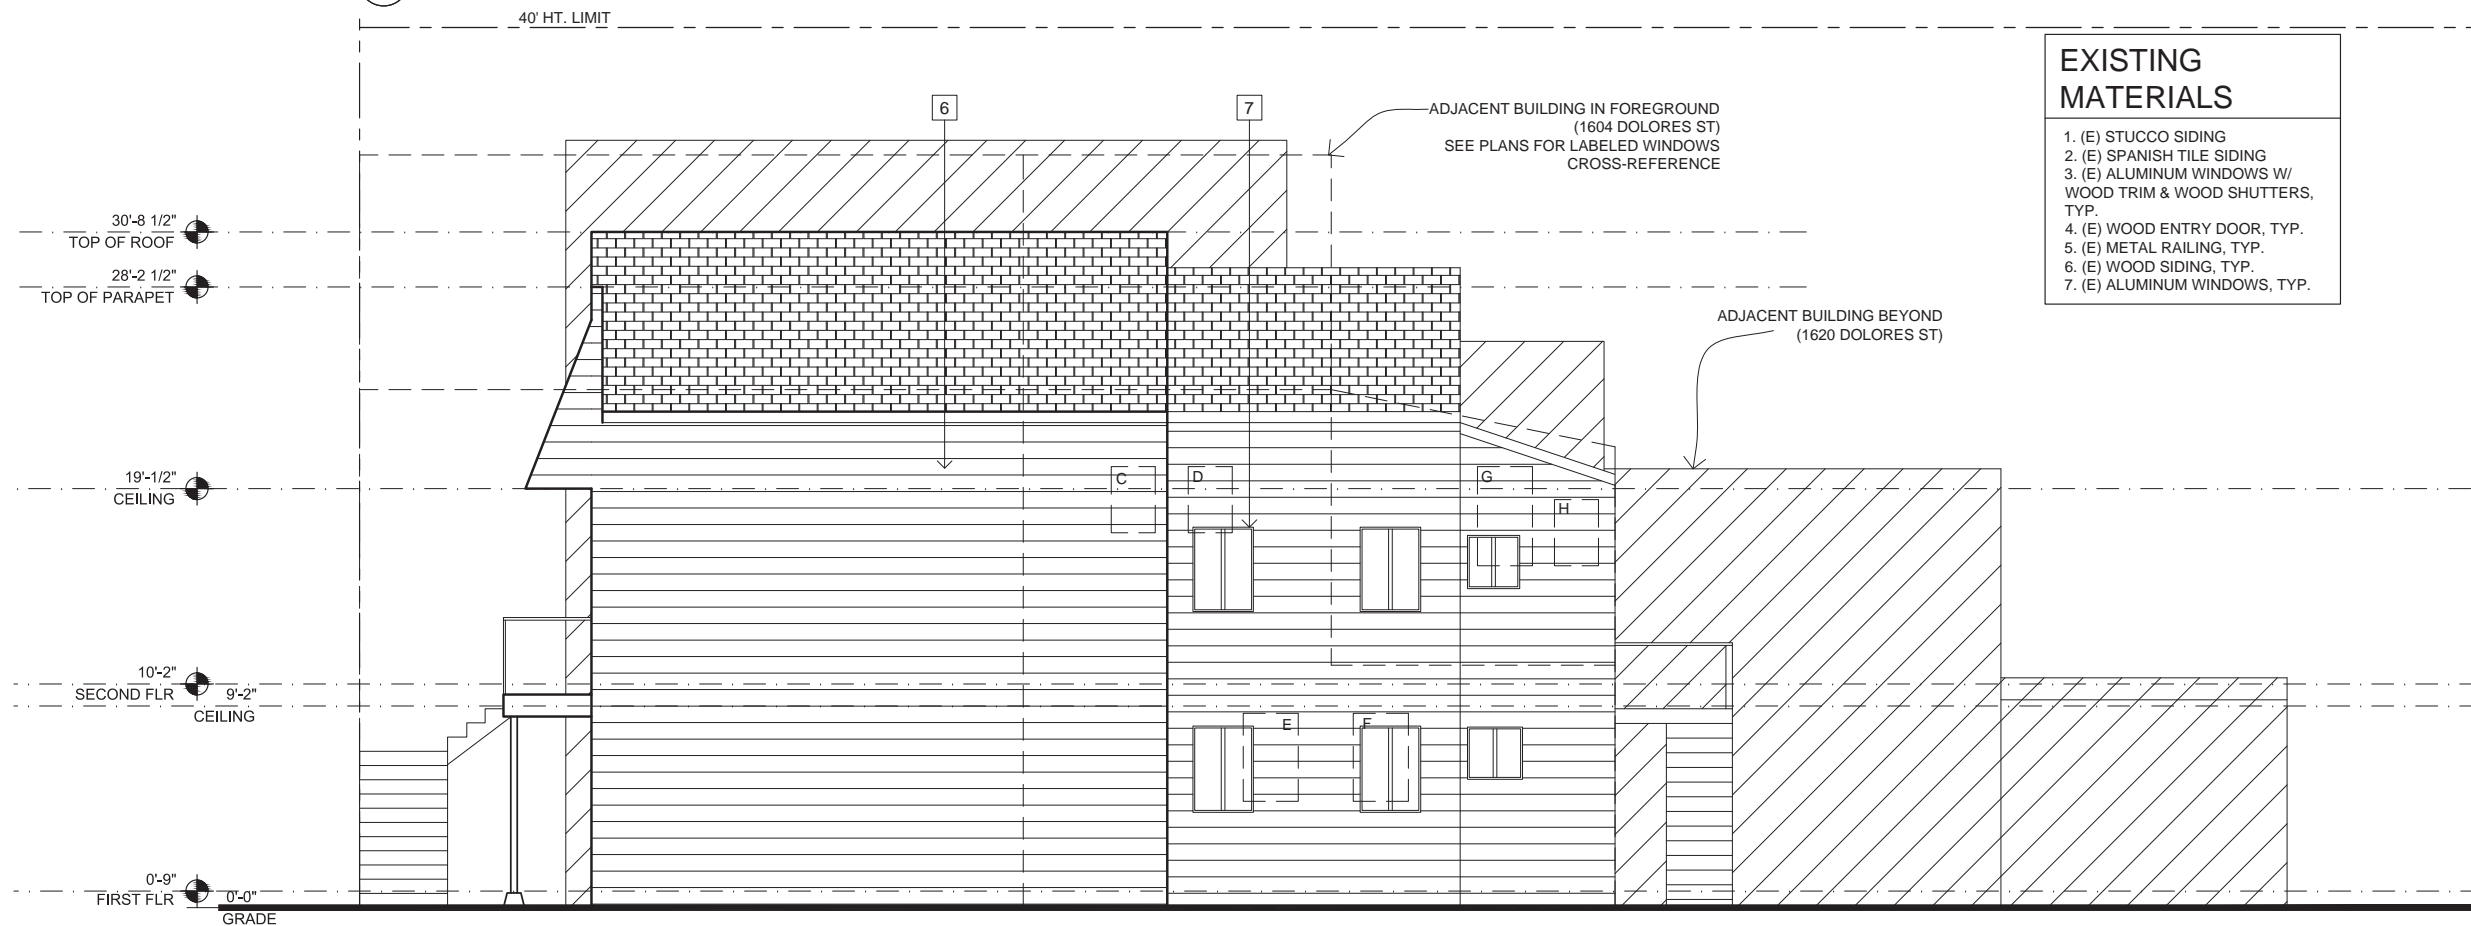 40' HT. LIMIT
EXISTING
MATERIALS
1. (E) STUCCO SIDING
2. (E) SPANISH TILE SIDING
3. (E) ALUMINUM WINDOWS W/
WOOD TRIM & WOOD SHUTTERS,
TYP.
4. (E) WOOD ENTRY DOOR, TYP.
5. (E) METAL RAILING, TYP.
6. (E) WOOD SIDING, TYP.
7. (E) ALUMINUM WINDOWS, TYP.
6
7
ADJACENT BUILDING IN FOREGROUND
(1604 DOLORES ST)
SEE PLANS FOR LABELED WINDOWS
CROSS-REFERENCE
30'-8 1/2"
TOP OF ROOF
28'-2 1/2"
TOP OF PARAPET
ADJACENT BUILDING BEYOND
(1620 DOLORES ST)
19'-1/2"
CEILING
C
D
G
H
10'-2"
SECOND FLR
9'-2"
CEILING
E
F
0'-9"
FIRST FLR
0'-0"
GRADE